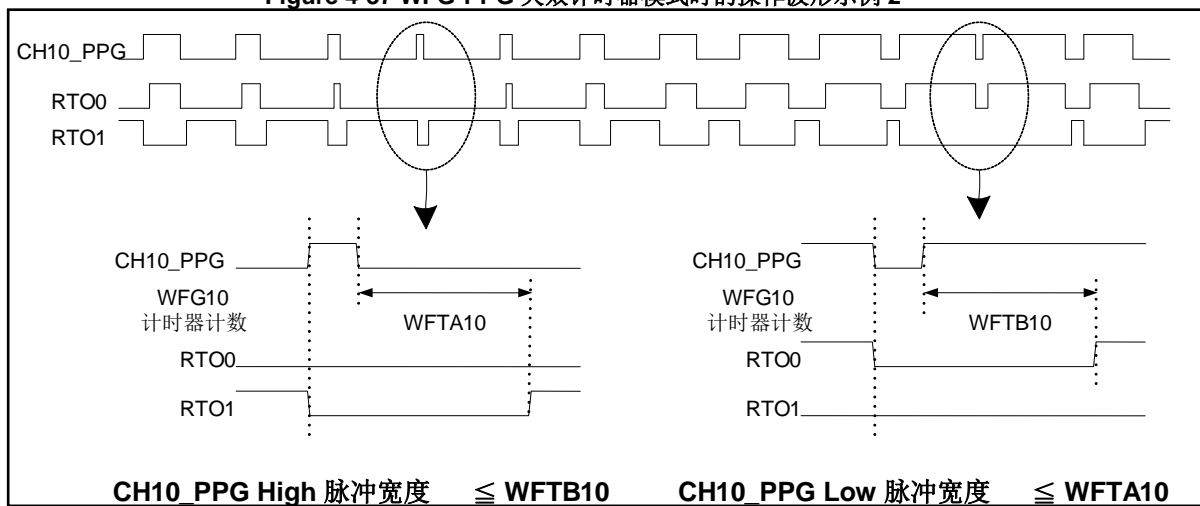 CH10_PPG
RTO0
RTO1
CH10_PPG
WFG10
计时器计数
WFTA10
RTO0
RTO1
CH10_PPG
WFG10
计时器计数
WFTB10
RTO0
RTO1
CH10_PPG High 脉冲宽度 ≦ WFTB10
CH10_PPG Low 脉冲宽度 ≦ WFTA10